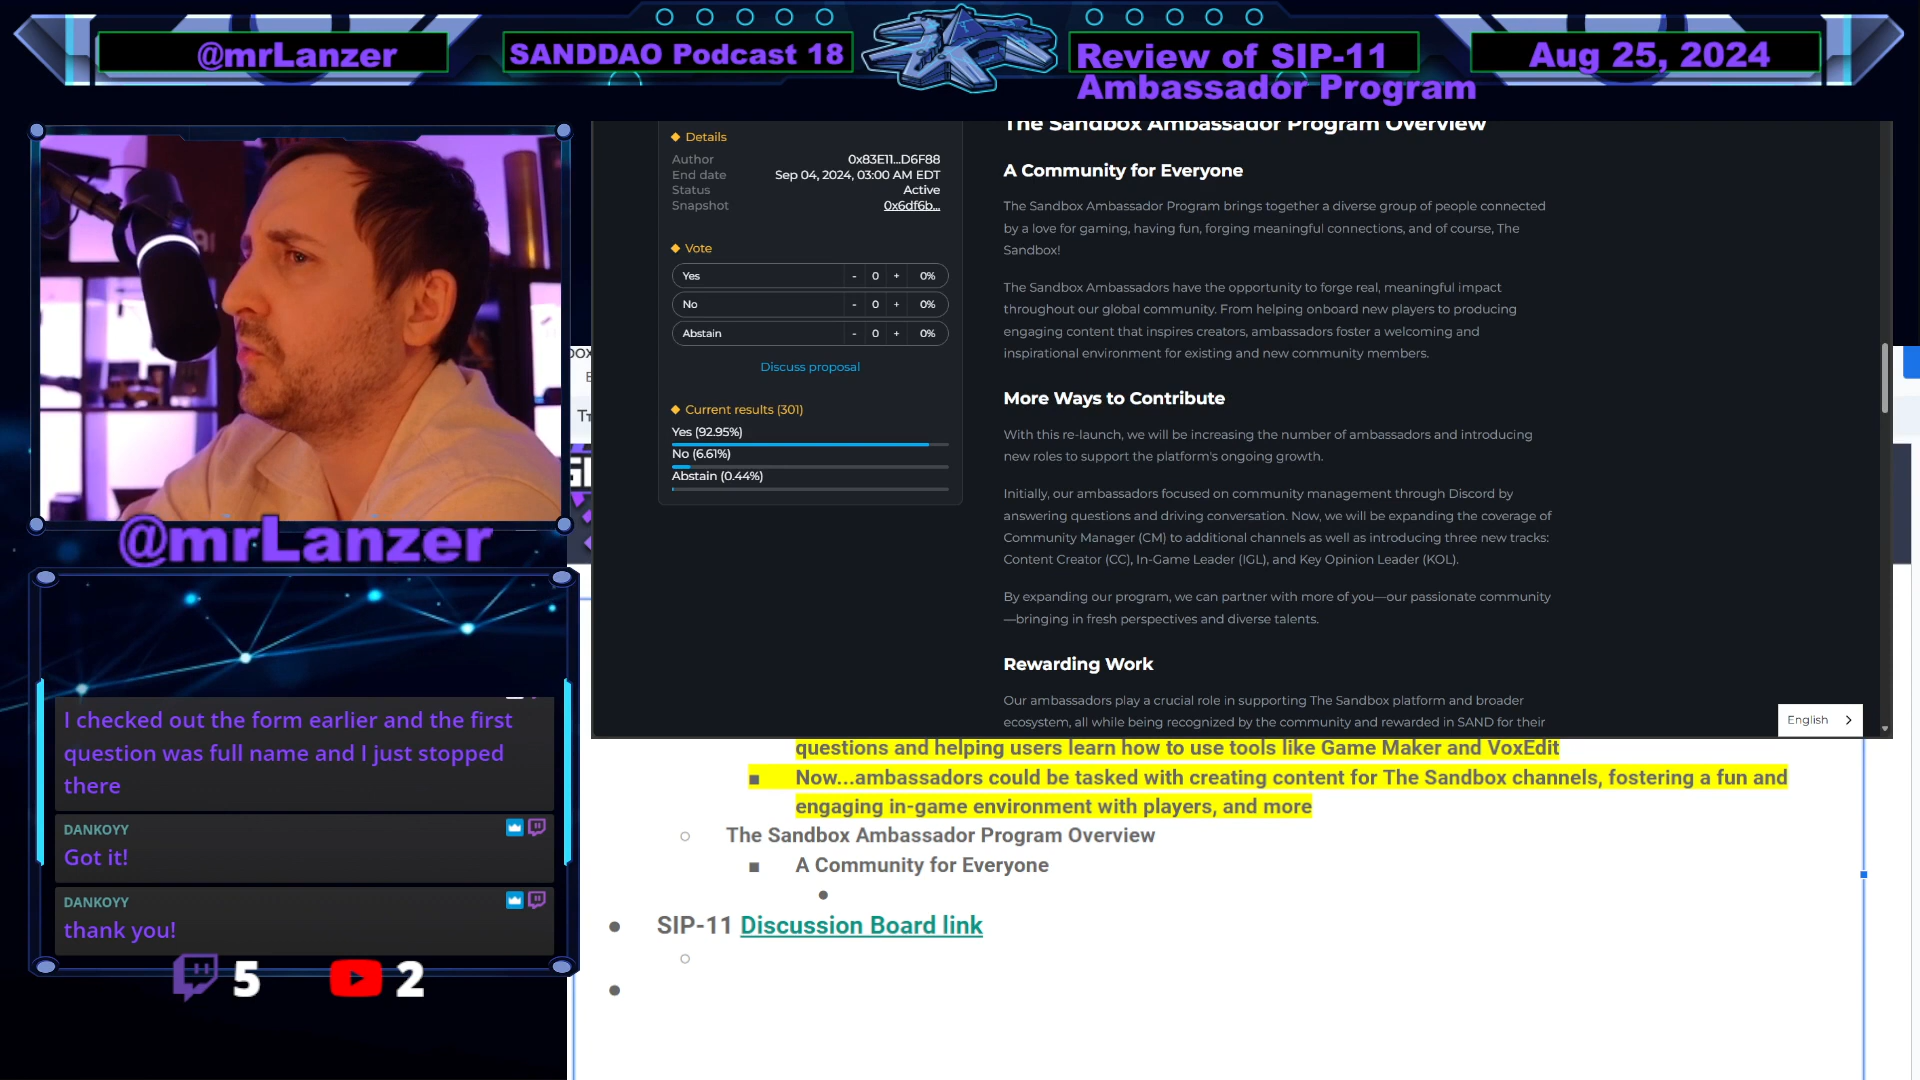 @mrLanzer
SANDDAO Podcast 18
Review of SIP-11
Ambassador Program
Aug 25, 2024
Details
Author 0x83E11...D6F88
End date Sep 04, 2024, 03:00 AM EDT
Status Active
Snapshot 0x6df6b...
Vote
Yes - 0 + 0%
No - 0 + 0%
Abstain - 0 + 0%
Discuss proposal
Current results (301)
Yes (92.95%)
No (6.61%)
Abstain (0.44%)
The Sandbox Ambassador Program Overview
A Community for Everyone
The Sandbox Ambassador Program brings together a diverse group of people connected
by a love for gaming, having fun, forging meaningful connections, and of course, The
Sandbox!
The Sandbox Ambassadors have the opportunity to forge real, meaningful impact
throughout our global community. From helping onboard new players to producing
engaging content that inspires creators, ambassadors foster a welcoming and
inspirational environment for existing and new community members.
More Ways to Contribute
With this re-launch, we will be increasing the number of ambassadors and introducing
new roles to support the platform's ongoing growth.
Initially, our ambassadors focused on community management through Discord by
answering questions and driving conversation. Now, we will be expanding the coverage of
Community Manager (CM) to additional channels as well as introducing three new tracks:
Content Creator (CC), In-Game Leader (IGL), and Key Opinion Leader (KOL).
By expanding our program, we can partner with more of you—our passionate community
—bringing in fresh perspectives and diverse talents.
Rewarding Work
Our ambassadors play a crucial role in supporting The Sandbox platform and broader
ecosystem, all while being recognized by the community and rewarded in SAND for their
English
questions and helping users learn how to use tools like Game Maker and VoxEdit
Now...ambassadors could be tasked with creating content for The Sandbox channels, fostering a fun and
engaging in-game environment with players, and more
The Sandbox Ambassador Program Overview
A Community for Everyone
SIP-11 Discussion Board link
@mrLanzer
I checked out the form earlier and the first
question was full name and I just stopped
there
DANKOYY
Got it!
DANKOYY
thank you!
5
2